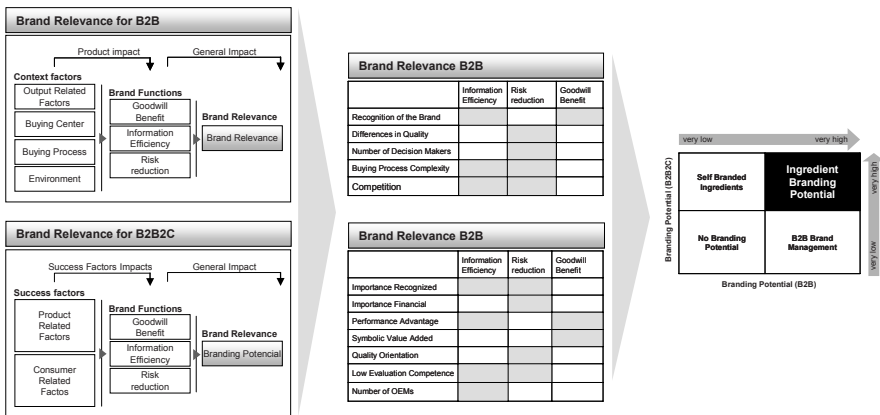 Brand Relevance for B2B
Product impact
General Impact
Context factors
Output Related
Factors
Buying Center
Buying Process
Environment
Brand Functions
Goodwill
Benefit
Information
Efficiency
Risk
reduction
Brand Relevance
Brand Relevance
Brand Relevance for B2B2C
Success Factors Impacts
General Impact
Success factors
Product
Related
Factors
Consumer
Related
Factos
Brand Functions
Goodwill
Benefit
Information
Efficiency
Risk
reduction
Brand Relevance
Branding Potencial
Brand Relevance B2B
Information
Efficiency
Risk
reduction
Goodwill
Benefit
Recognition of the Brand
Differences in Quality
Number of Decision Makers
Buying Process Complexity
Competition
Brand Relevance B2B
Information
Efficiency
Risk
reduction
Goodwill
Benefit
Importance Recognized
Importance Financial
Performance Advantage
Symbolic Value Added
Quality Orientation
Low Evaluation Competence
Number of OEMs
very low
very high
Branding Potential (B2B2C)
Self Branded
Ingredients
Ingredient
Branding
Potential
No Branding
Potential
B2B Brand
Management
very high
very low
Branding Potential (B2B)